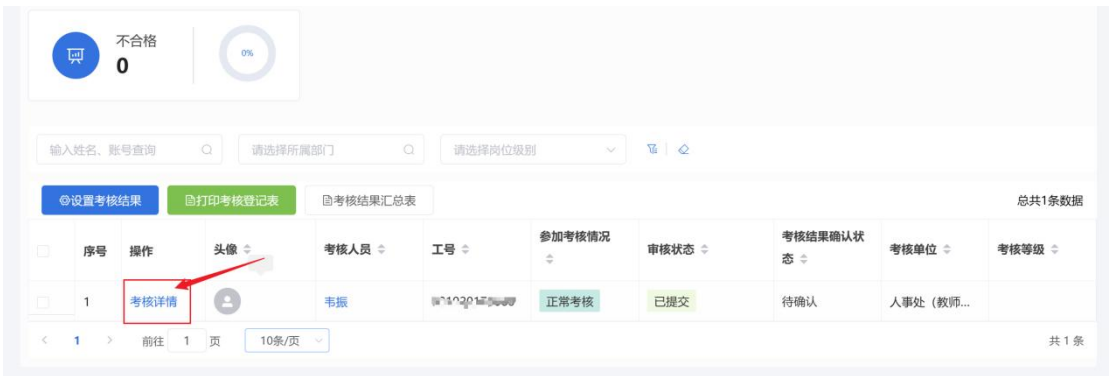 不合格
0
0%
输入姓名、账号查询
请选择所属部门
请选择岗位级别
设置考核结果
打印考核登记表
考核结果汇总表
总共1条数据
序号
操作
头像
考核人员
工号
参加考核情况
审核状态
考核结果确认状
态
考核单位
考核等级
1
考核详情
韦振
正常考核
已提交
待确认
人事处（教师...
1
前往 1 页
10条/页
共 1 条